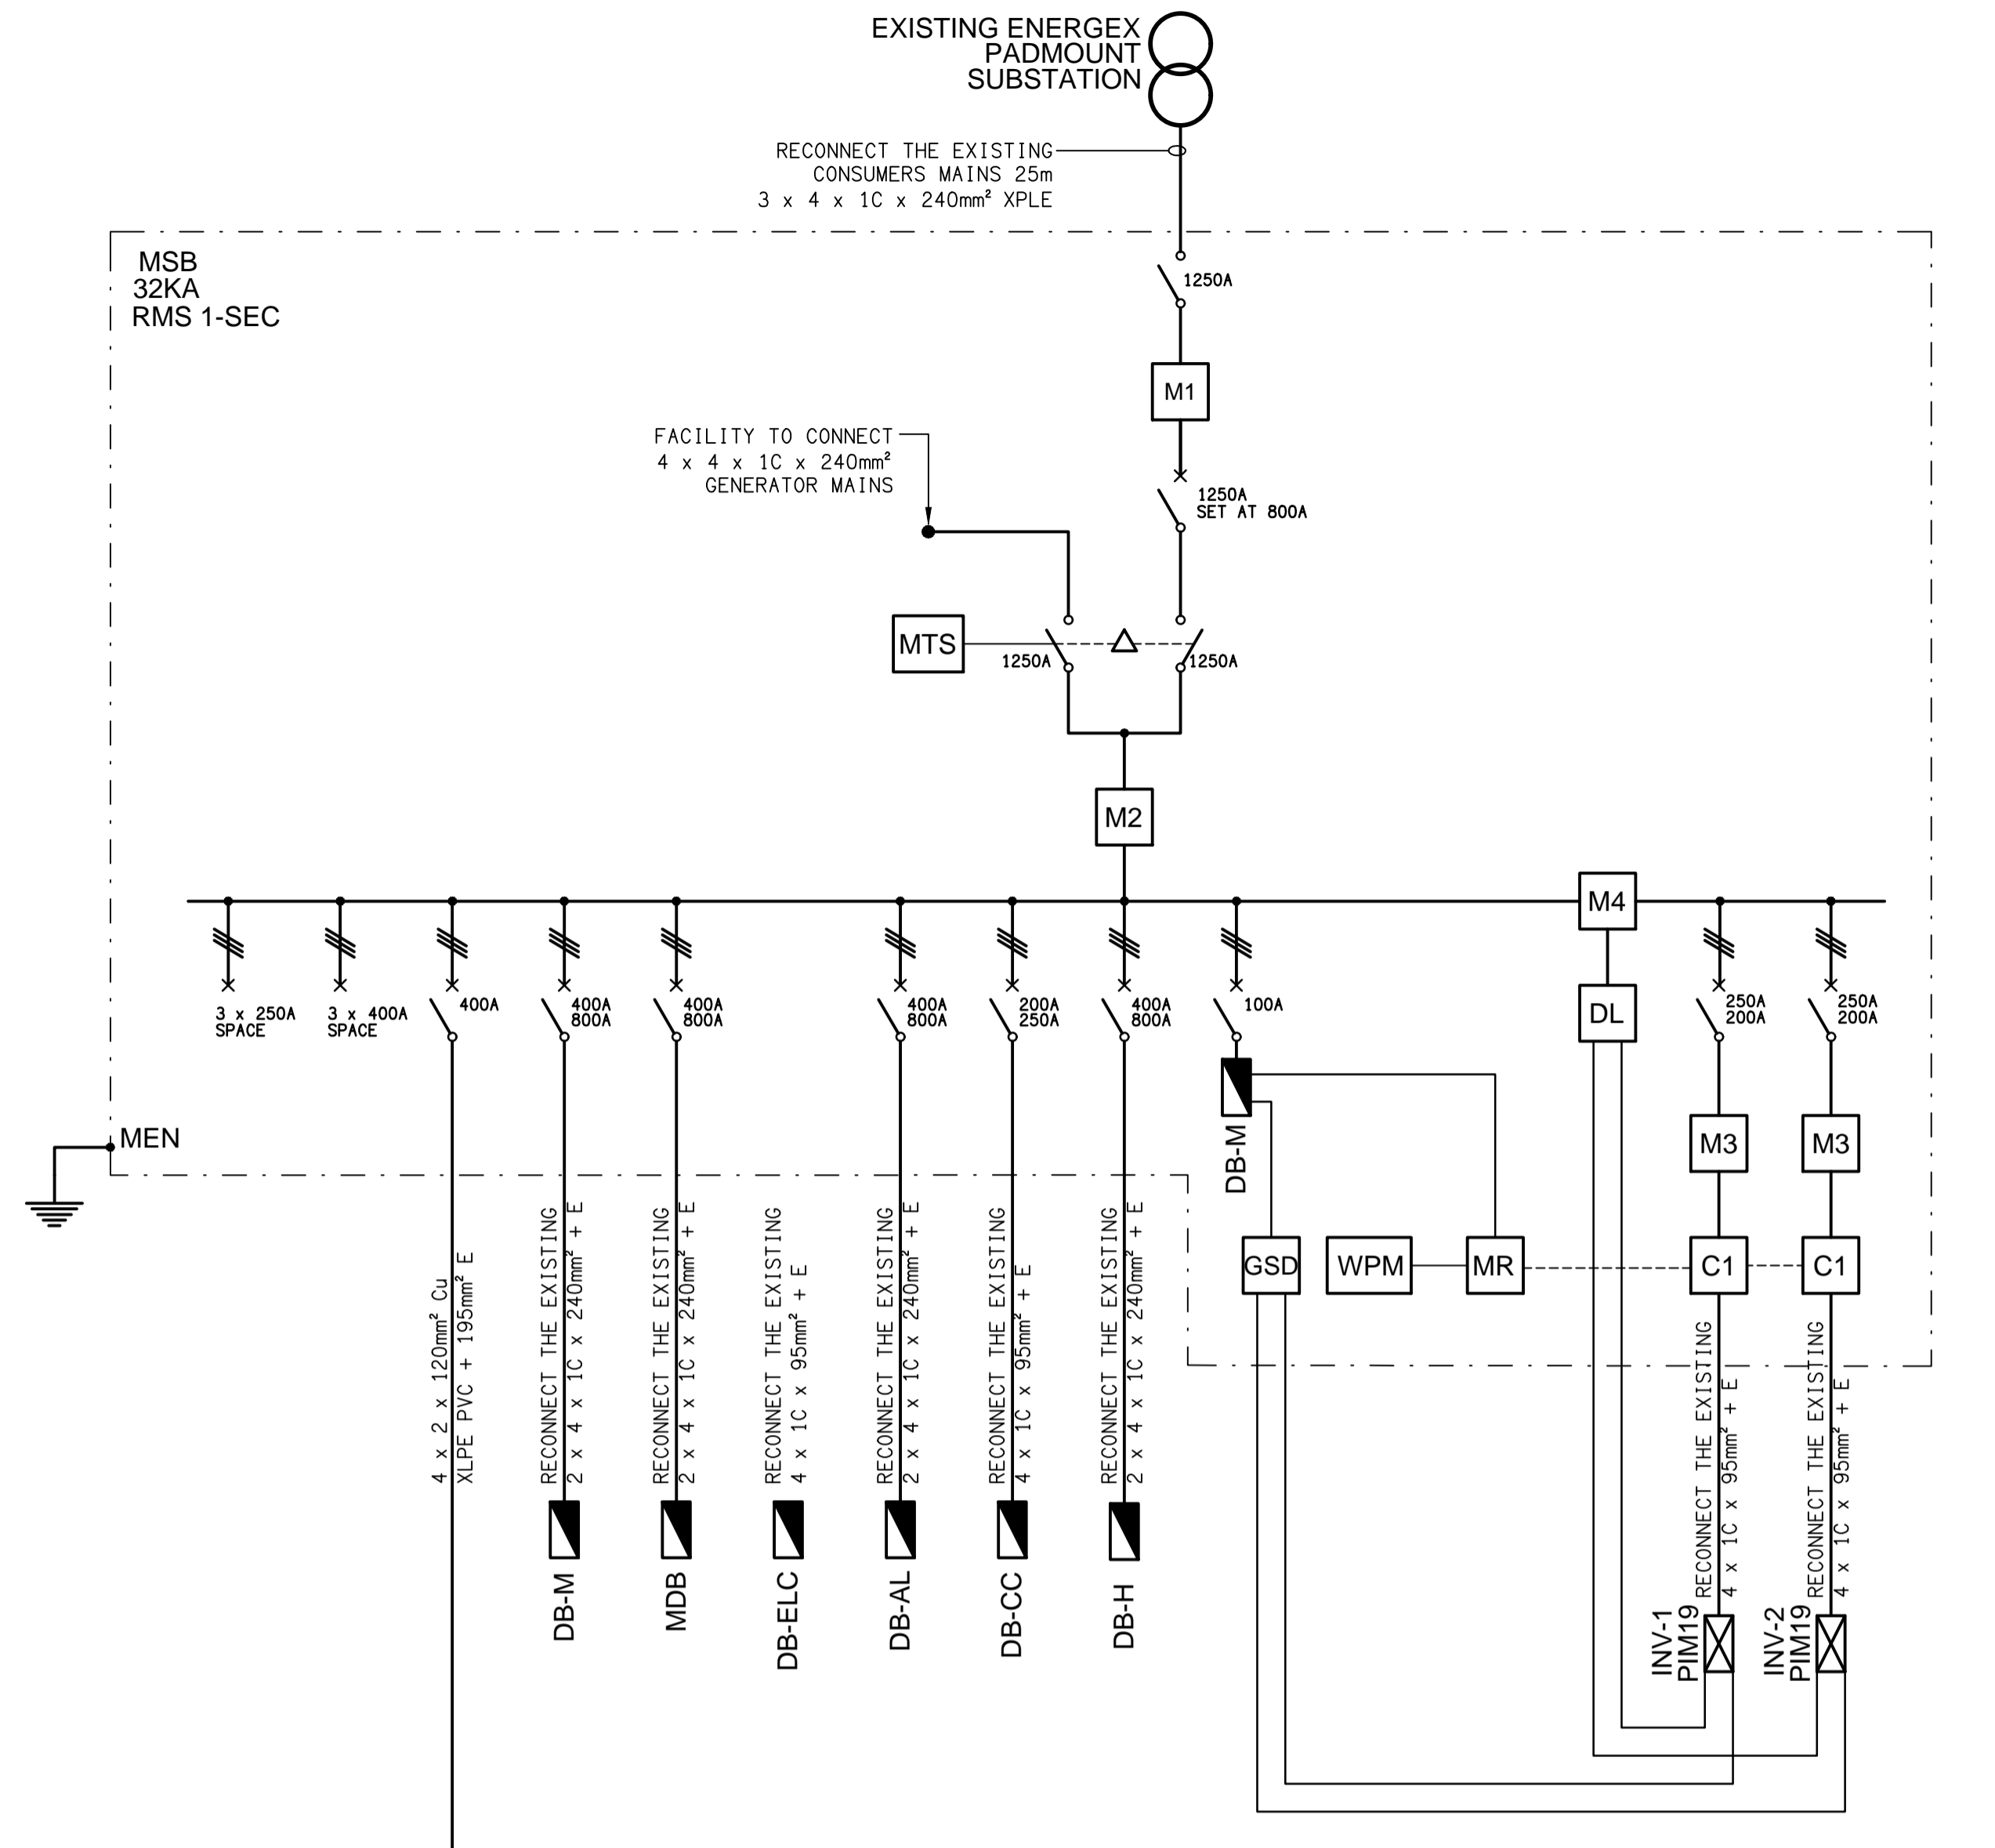 EXISTING ENERGEX
PADMOUNT
SUBSTATION
RECONNECT THE EXISTING
CONSUMERS MAINS 25m
3 x 4 x 1C x 240mm² XPLE
MSB
32KA
RMS 1-SEC
1250A
M1
FACILITY TO CONNECT
4 x 4 x 1C x 240mm²
GENERATOR MAINS
1250A
SET AT 800A
MTS
1250A
1250A
M2
M4
3 x 250A
SPACE
3 x 400A
SPACE
400A
400A
800A
400A
800A
400A
800A
200A
250A
400A
800A
100A
DL
250A
200A
250A
200A
MEN
DB-M
M3
M3
GSD
WPM
MR
C1
C1
4 x 2 x 120mm² Cu
XLPE PVC + 195mm² E
RECONNECT THE EXISTING
2 x 4 x 1C x 240mm² + E
RECONNECT THE EXISTING
2 x 4 x 1C x 240mm² + E
RECONNECT THE EXISTING
4 x 1C x 95mm² + E
RECONNECT THE EXISTING
2 x 4 x 1C x 240mm² + E
RECONNECT THE EXISTING
4 x 1C x 95mm² + E
RECONNECT THE EXISTING
2 x 4 x 1C x 240mm² + E
RECONNECT THE EXISTING
4 x 1C x 95mm² + E
RECONNECT THE EXISTING
4 x 1C x 95mm² + E
DB-M
MDB
DB-ELC
DB-AL
DB-CC
DB-H
INV-1
PIM19
INV-2
PIM19